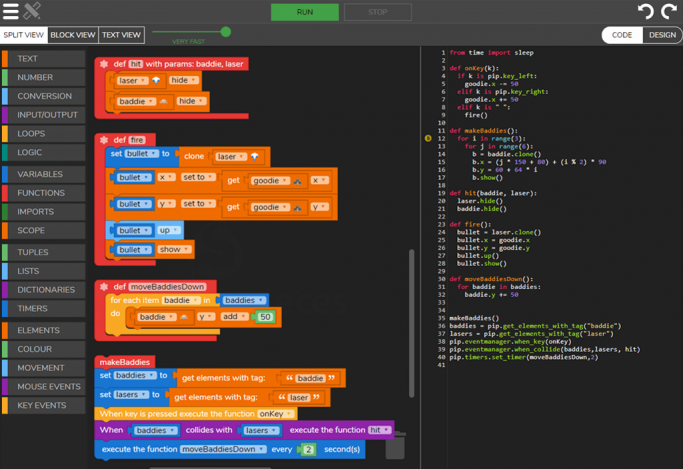 RUN
STOP
SPLIT VIEW
BLOCK VIEW
TEXT VIEW
VERY FAST
CODE
DESIGN
TEXT
NUMBER
CONVERSION
INPUT/OUTPUT
LOOPS
LOGIC
VARIABLES
FUNCTIONS
IMPORTS
SCOPE
TUPLES
LISTS
DICTIONARIES
TIMERS
ELEMENTS
COLOUR
MOVEMENT
MOUSE EVENTS
KEY EVENTS
def hit with params: baddie, laser
laser hide
baddie hide
def fire
set bullet to clone laser
bullet x set to get goodie x
bullet y set to get goodie y
bullet up
bullet show
def moveBaddiesDown
for each item baddie in baddies
do baddie y add 50
makeBaddies
set baddies to get elements with tag: “ baddie ”
set lasers to get elements with tag: “ laser ”
When key is pressed execute the function onKey
When baddies collides with lasers execute the function hit
execute the function moveBaddiesDown every 2 second(s)
1 from time import sleep
2
3 def onKey(k):
4 if k is pip.key_left:
5 goodie.x -= 50
6 elif k is pip.key_right:
7 goodie.x += 50
8 elif k is " ":
9 fire()
10
11 def makeBaddies():
12 for i in range(3):
13 for j in range(6):
14 b = baddie.clone()
15 b.x = (j * 150 + 80) + (i % 2) * 90
16 b.y = 60 + 64 * i
17 b.show()
18
19 def hit(baddie, laser):
20 laser.hide()
21 baddie.hide()
22
23 def fire():
24 bullet = laser.clone()
25 bullet.x = goodie.x
26 bullet.y = goodie.y
27 bullet.up()
28 bullet.show()
29
30 def moveBaddiesDown():
31 for baddie in baddies:
32 baddie.y += 50
33
34
35 makeBaddies()
36 baddies = pip.get_elements_with_tag("baddie")
37 lasers = pip.get_elements_with_tag("laser")
38 pip.eventmanager.when_key(onKey)
39 pip.eventmanager.when_collide(baddies,lasers, hit)
40 pip.timers.set_timer(moveBaddiesDown,2)
41